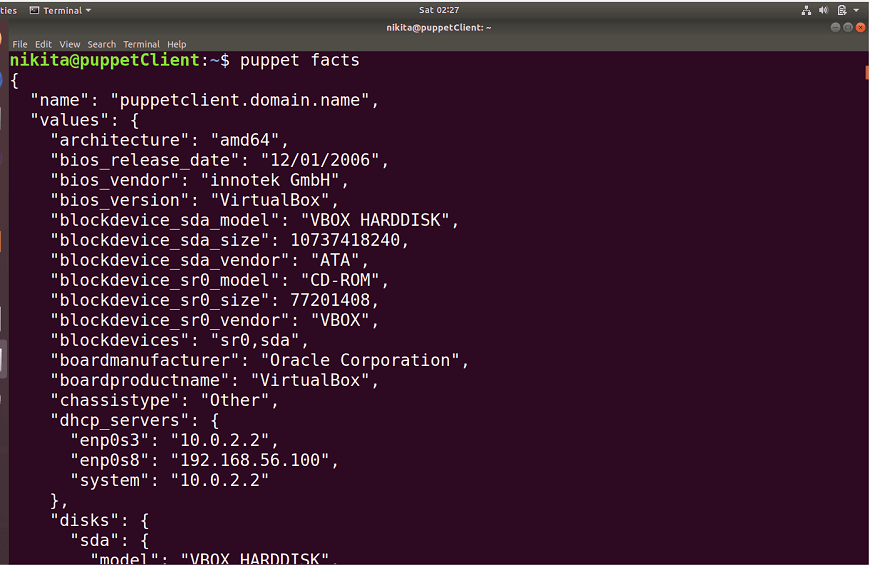 ties Terminal Sat 02:27
nikita@puppetClient: ~
File Edit View Search Terminal Help
nikita@puppetClient:~$ puppet facts
{
  "name": "puppetclient.domain.name",
  "values": {
    "architecture": "amd64",
    "bios_release_date": "12/01/2006",
    "bios_vendor": "innotek GmbH",
    "bios_version": "VirtualBox",
    "blockdevice_sda_model": "VBOX HARDDISK",
    "blockdevice_sda_size": 10737418240,
    "blockdevice_sda_vendor": "ATA",
    "blockdevice_sr0_model": "CD-ROM",
    "blockdevice_sr0_size": 77201408,
    "blockdevice_sr0_vendor": "VBOX",
    "blockdevices": "sr0,sda",
    "boardmanufacturer": "Oracle Corporation",
    "boardproductname": "VirtualBox",
    "chassistype": "Other",
    "dhcp_servers": {
      "enp0s3": "10.0.2.2",
      "enp0s8": "192.168.56.100",
      "system": "10.0.2.2"
    },
    "disks": {
      "sda": {
        "model": "VBOX HARDDISK",